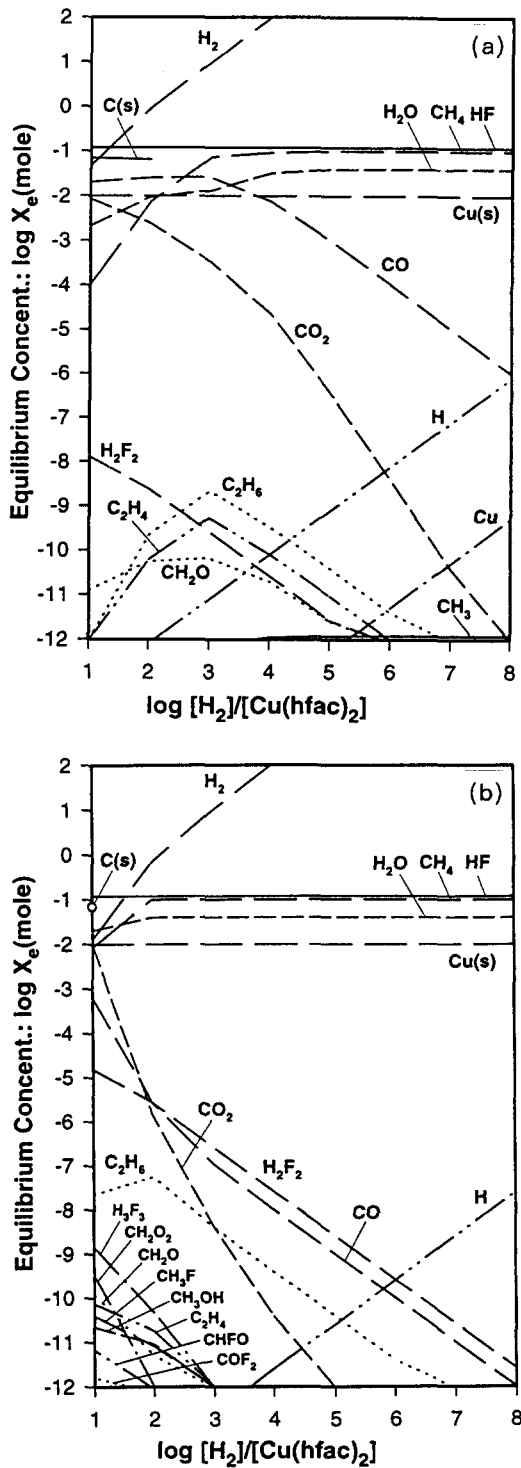 (a)
2
1
0
-1
-2
-3
-4
-5
-6
-7
-8
-9
-10
-11
-12
Equilibrium Concent.: log Xₑ(mole)
H₂
C(s)
H₂O CH₄ HF
Cu(s)
CO
CO₂
H
H₂F₂
C₂H₆
C₂H₄
Cu
CH₂O
CH₃
1 2 3 4 5 6 7 8
log [H₂]/[Cu(hfac)₂]
(b)
2
1
0
-1
-2
-3
-4
-5
-6
-7
-8
-9
-10
-11
-12
Equilibrium Concent.: log Xₑ(mole)
H₂
C(s)
H₂O CH₄ HF
Cu(s)
CO₂
C₂H₆
H₂F₂
H
CO
H₃F₃
CH₂O₂
CH₂O
CH₃F
CH₃OH
C₂H₄
CHFO
COF₂
1 2 3 4 5 6 7 8
log [H₂]/[Cu(hfac)₂]